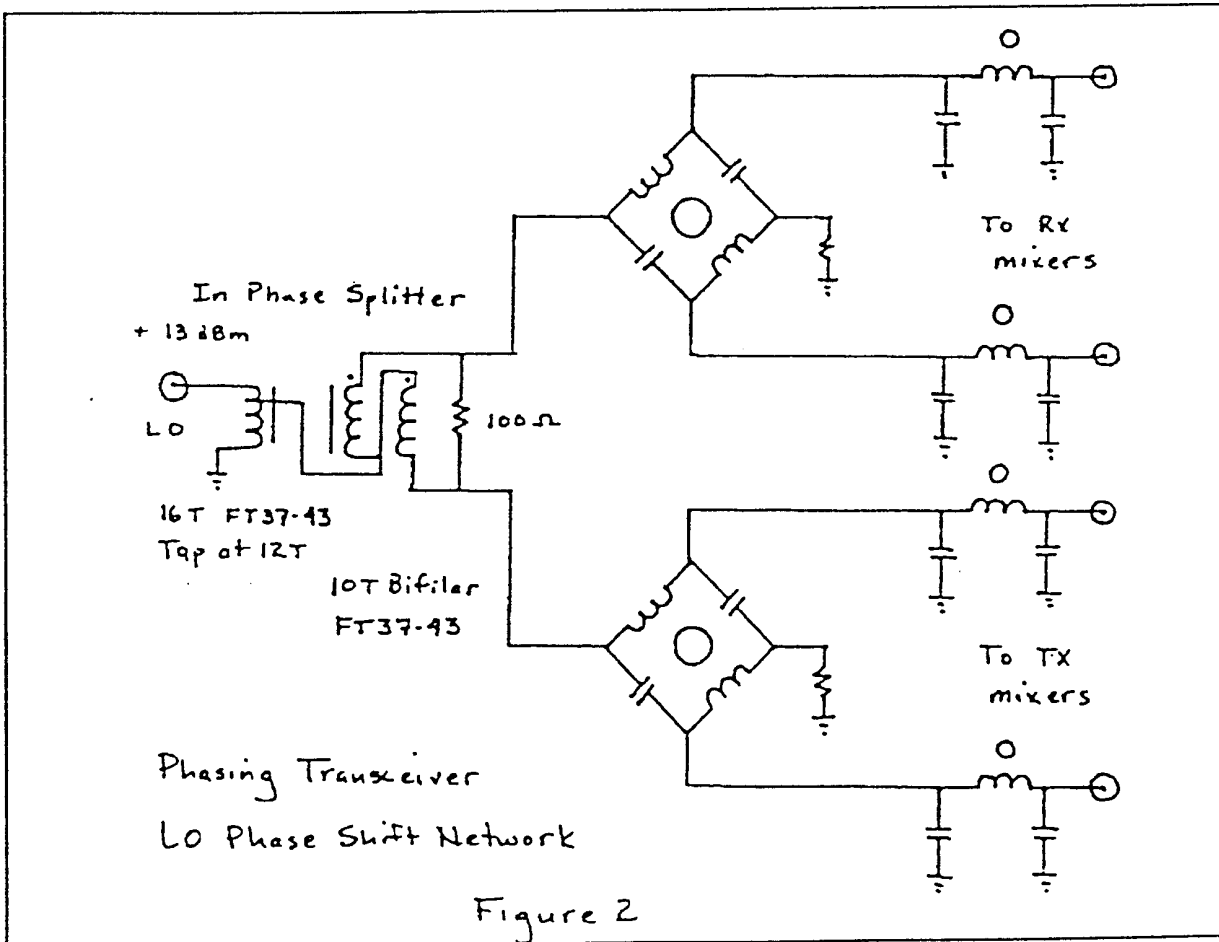 In Phase Splitter
+ 13 dBm
LO
100Ω
16T FT37-43
Tap at 12T
10T Bifilar
FT37-43
To Rx
mixers
To TX
mixers
Phasing Transceiver
LO Phase Shift Network
Figure 2